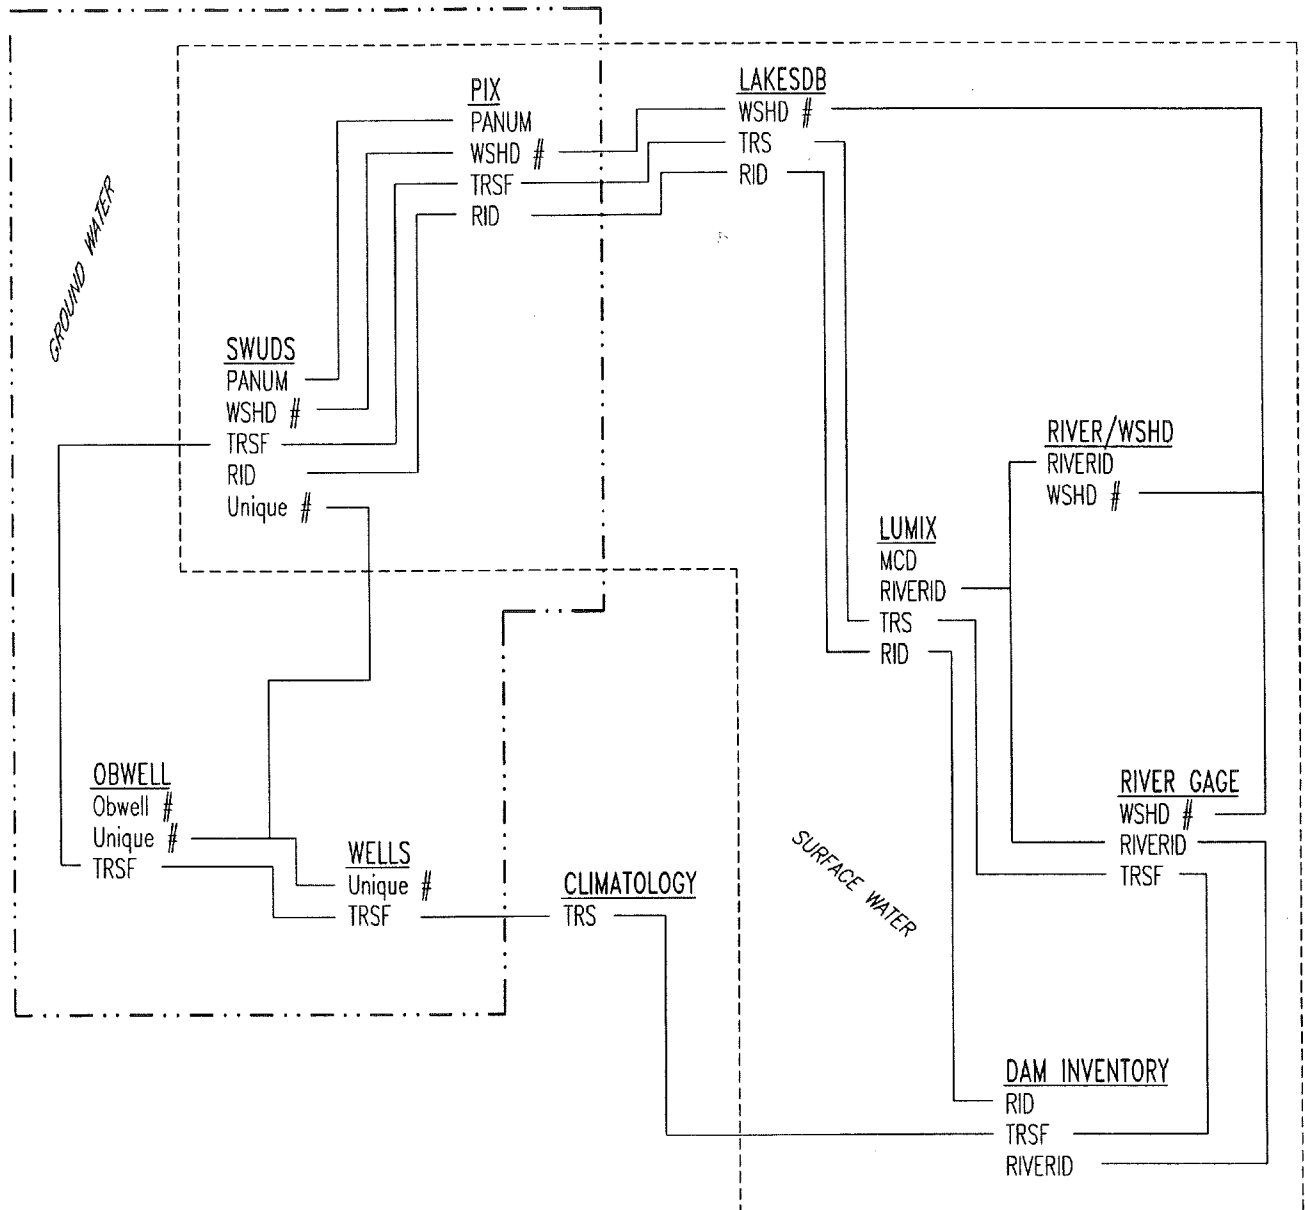 GROUND WATER
PIX
PANUM
WSHD #
TRSF
RID
LAKESDB
WSHD #
TRS
RID
SWUDS
PANUM
WSHD #
TRSF
RID
Unique #
RIVER/WSHD
RIVERID
WSHD #
LUMIX
MCD
RIVERID
TRS
RID
OBWELL
Obwell #
Unique #
TRSF
WELLS
Unique #
TRSF
CLIMATOLOGY
TRS
SURFACE WATER
RIVER GAGE
WSHD #
RIVERID
TRSF
DAM INVENTORY
RID
TRSF
RIVERID